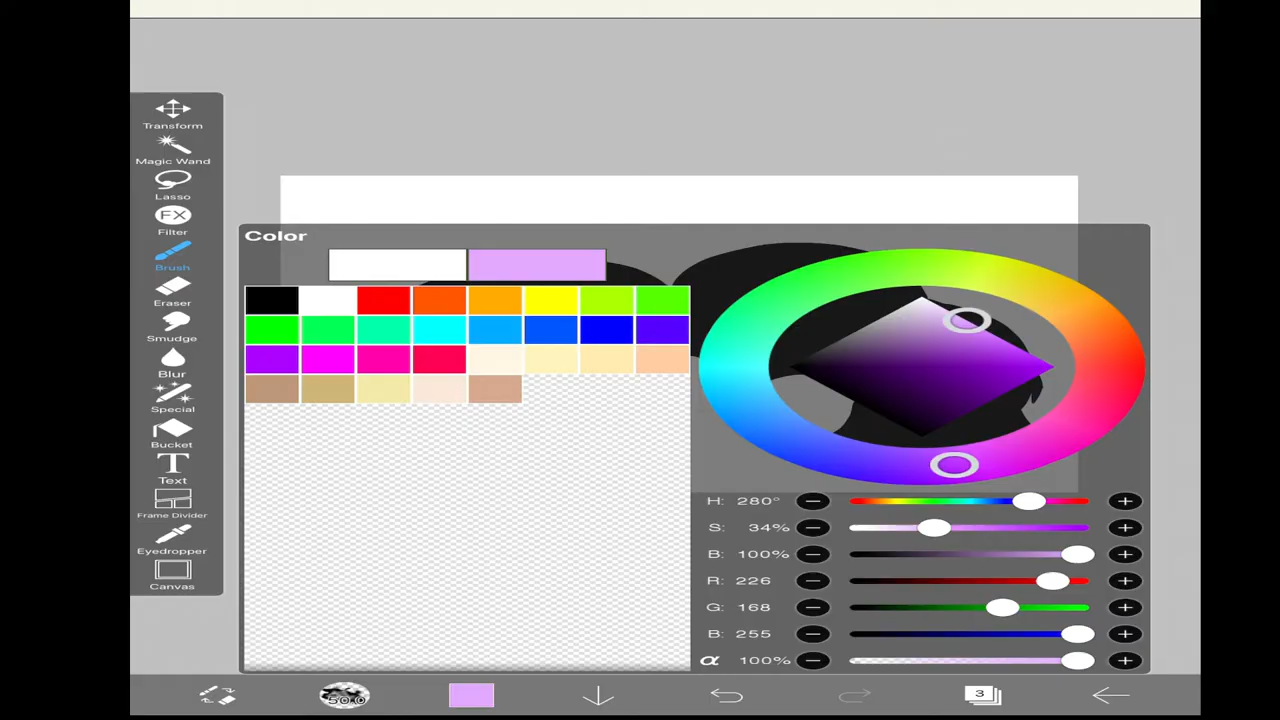 Transform
Magic Wand
Lasso
FX
Filter
Brush
Eraser
Smudge
Blur
Special
Bucket
T
Text
Frame Divider
Eyedropper
Canvas
Color
H: 280°
S: 34%
B: 100%
R: 226
G: 168
B: 255
α 100%
50.0
3